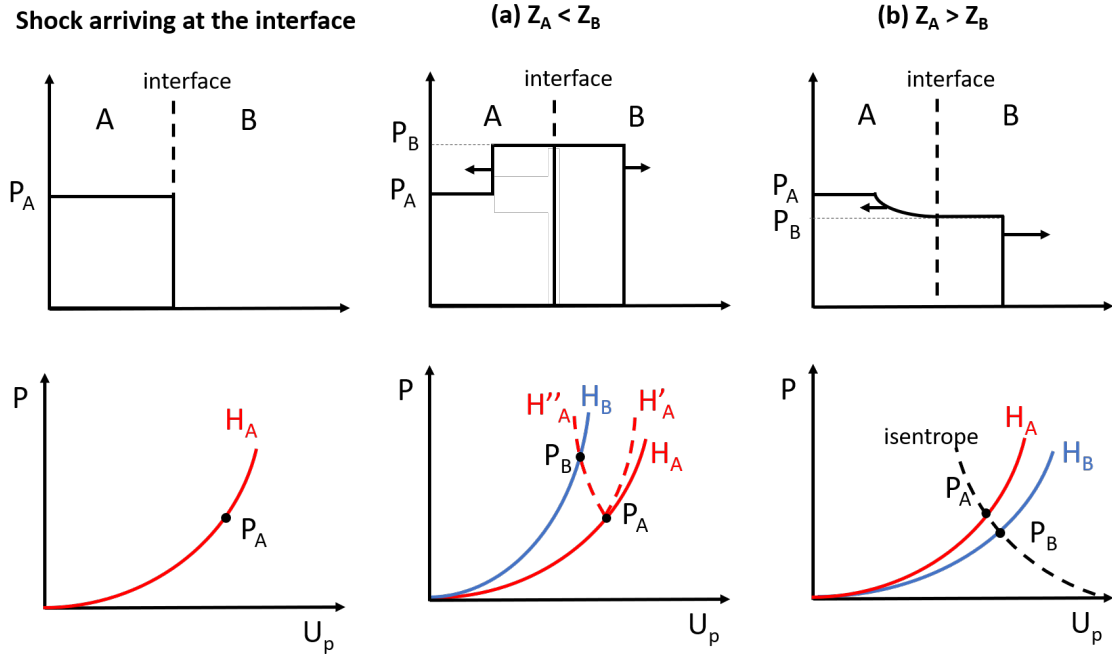 Shock arriving at the interface
interface
A
B
P_A
P
H_A
P_A
U_p
(a) Z_A < Z_B
interface
A
B
P_B
P_A
P
H''_A
H_B
H'_A
H_A
P_B
P_A
U_p
(b) Z_A > Z_B
interface
A
B
P_A
P_B
P
isentrope
H_A
H_B
P_A
P_B
U_p